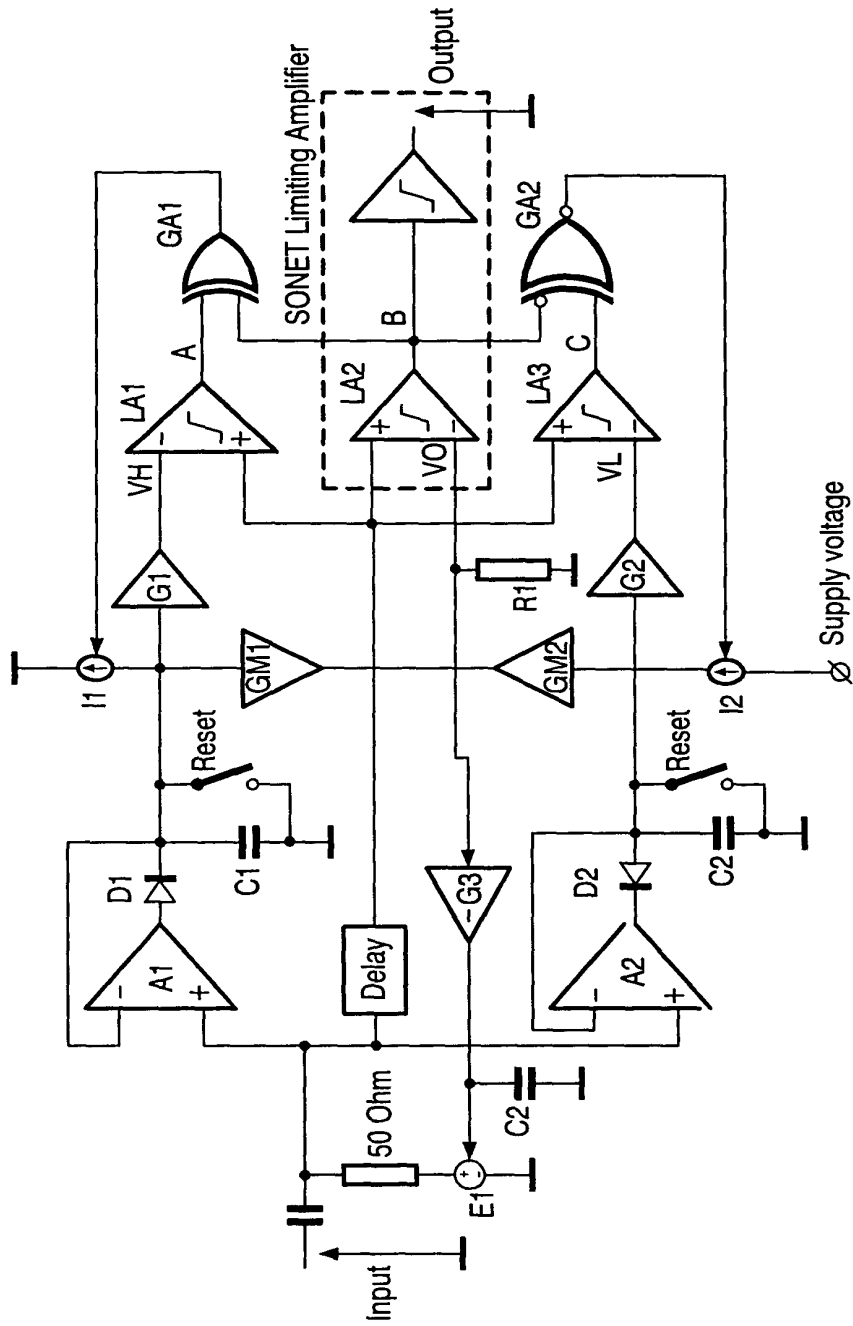 Input
50 Ohm
E1
C2
A1
-
+
D1
C1
Reset
I1
GM1
G1
VH
LA1
-
+
A
GA1
Delay
G3
-
R1
VO
SONET Limiting Amplifier
LA2
+
-
B
Output
A2
-
+
D2
C2
Reset
GM2
I2
G2
VL
LA3
+
-
C
GA2
Supply voltage